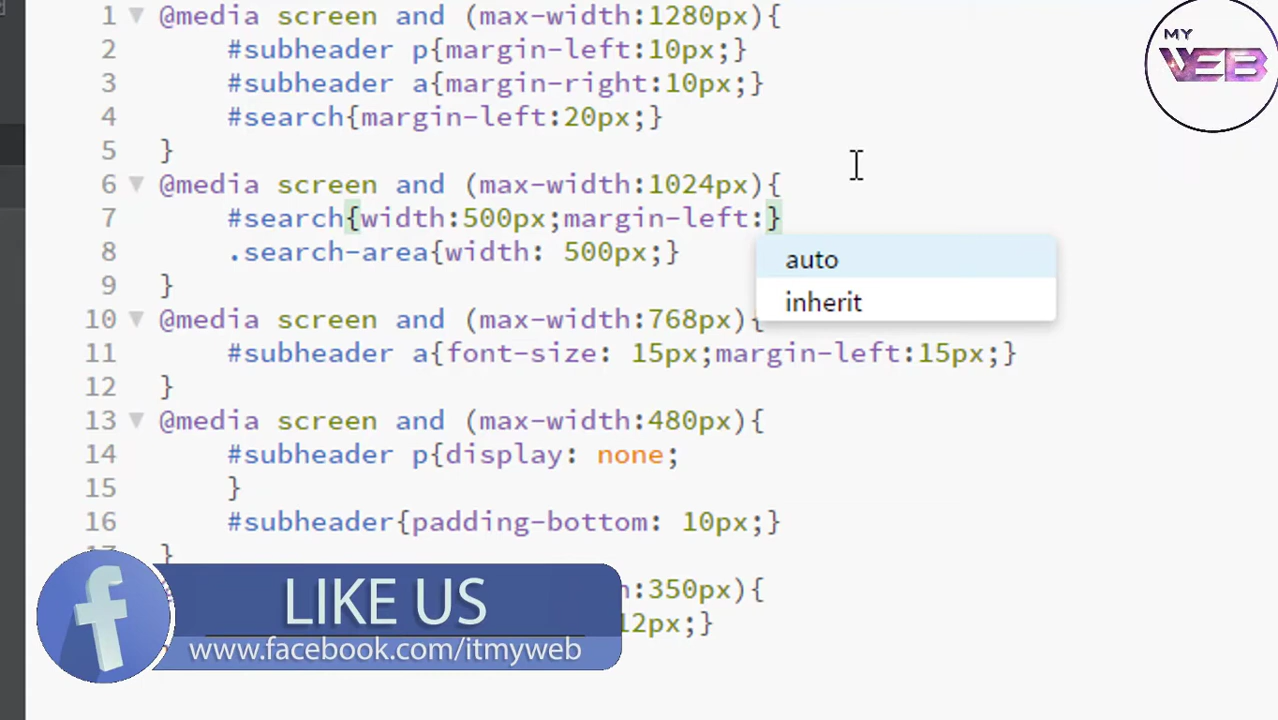 1 @media screen and (max-width:1280px){
2 #subheader p{margin-left:10px;}
3 #subheader a{margin-right:10px;}
4 #search{margin-left:20px;}
5 }
6 @media screen and (max-width:1024px){
7 #search{width:500px;margin-left:}
8 .search-area{width: 500px;}
auto
9 }
inherit
10 @media screen and (max-width:768px){
11 #subheader a{font-size: 15px;margin-left:15px;}
12 }
13 @media screen and (max-width:480px){
14 #subheader p{display: none;
15 }
16 #subheader{padding-bottom: 10px;}
17 }
:350px){
12px;}
MY
WEB
f
LIKE US
www.facebook.com/itmyweb